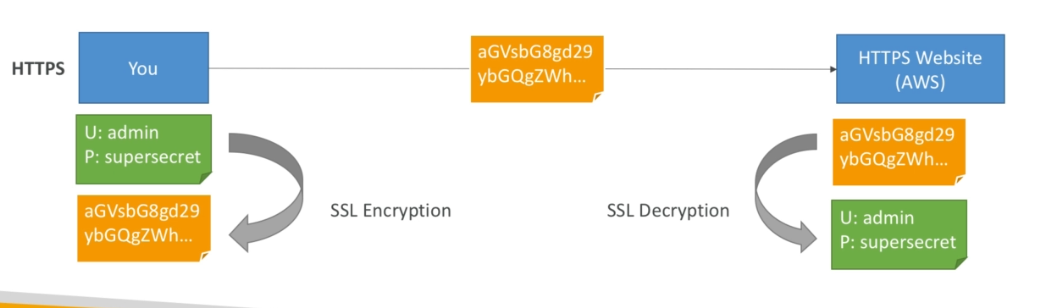 HTTPS
You
aGVsbG8gd29
ybGQgZWh...
HTTPS Website
(AWS)
U: admin
P: supersecret
aGVsbG8gd29
ybGQgZWh...
SSL Encryption
SSL Decryption
aGVsbG8gd29
ybGQgZWh...
U: admin
P: supersecret